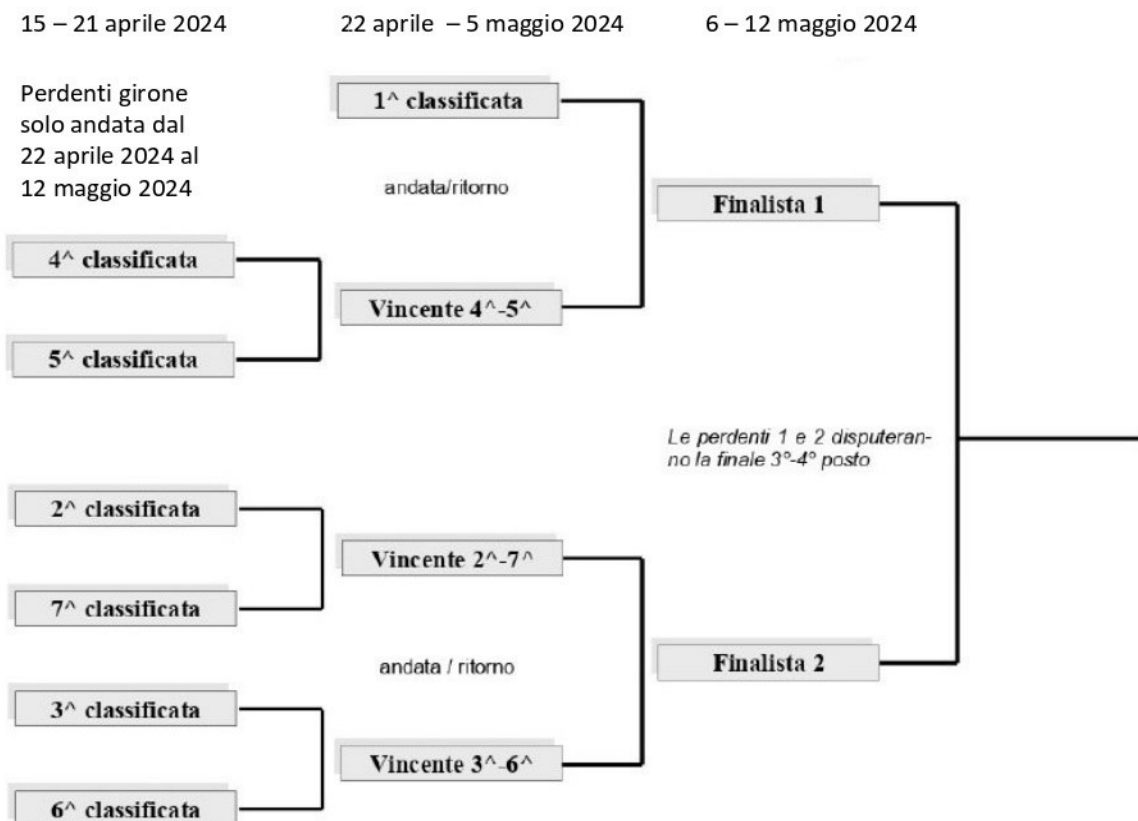 15 – 21 aprile 2024
22 aprile – 5 maggio 2024
6 – 12 maggio 2024
Perdenti girone
solo andata dal
22 aprile 2024 al
12 maggio 2024
1^ classificata
andata/ritorno
Finalista 1
4^ classificata
Vincente 4^-5^
5^ classificata
Le perdenti 1 e 2 disputeran-
no la finale 3°-4° posto
2^ classificata
Vincente 2^-7^
7^ classificata
andata / ritorno
Finalista 2
3^ classificata
Vincente 3^-6^
6^ classificata